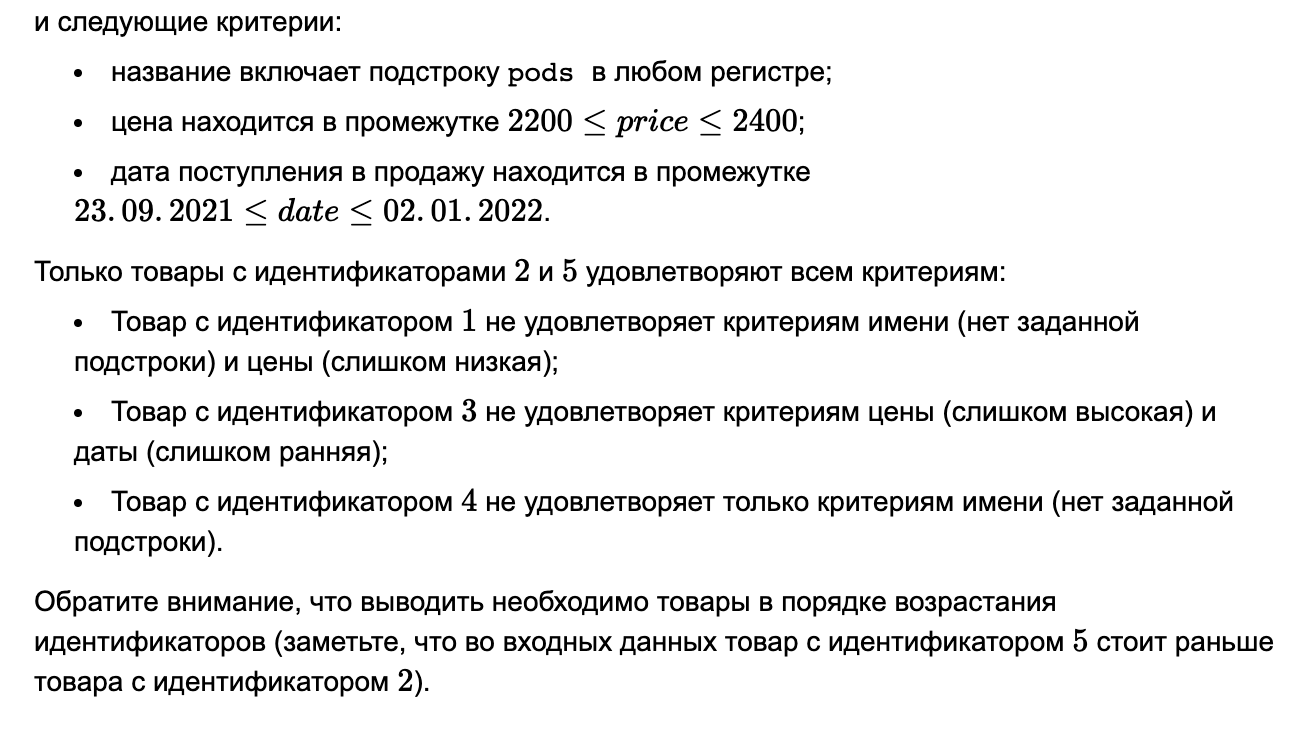 и следующие критерии:
• название включает подстроку pods в любом регистре;
• цена находится в промежутке 2200 ≤ price ≤ 2400;
• дата поступления в продажу находится в промежутке
23.09.2021 ≤ date ≤ 02.01.2022.
Только товары с идентификаторами 2 и 5 удовлетворяют всем критериям:
• Товар с идентификатором 1 не удовлетворяет критериям имени (нет заданной
подстроки) и цены (слишком низкая);
• Товар с идентификатором 3 не удовлетворяет критериям цены (слишком высокая) и
даты (слишком ранняя);
• Товар с идентификатором 4 не удовлетворяет только критериям имени (нет заданной
подстроки).
Обратите внимание, что выводить необходимо товары в порядке возрастания
идентификаторов (заметьте, что во входных данных товар с идентификатором 5 стоит раньше
товара с идентификатором 2).